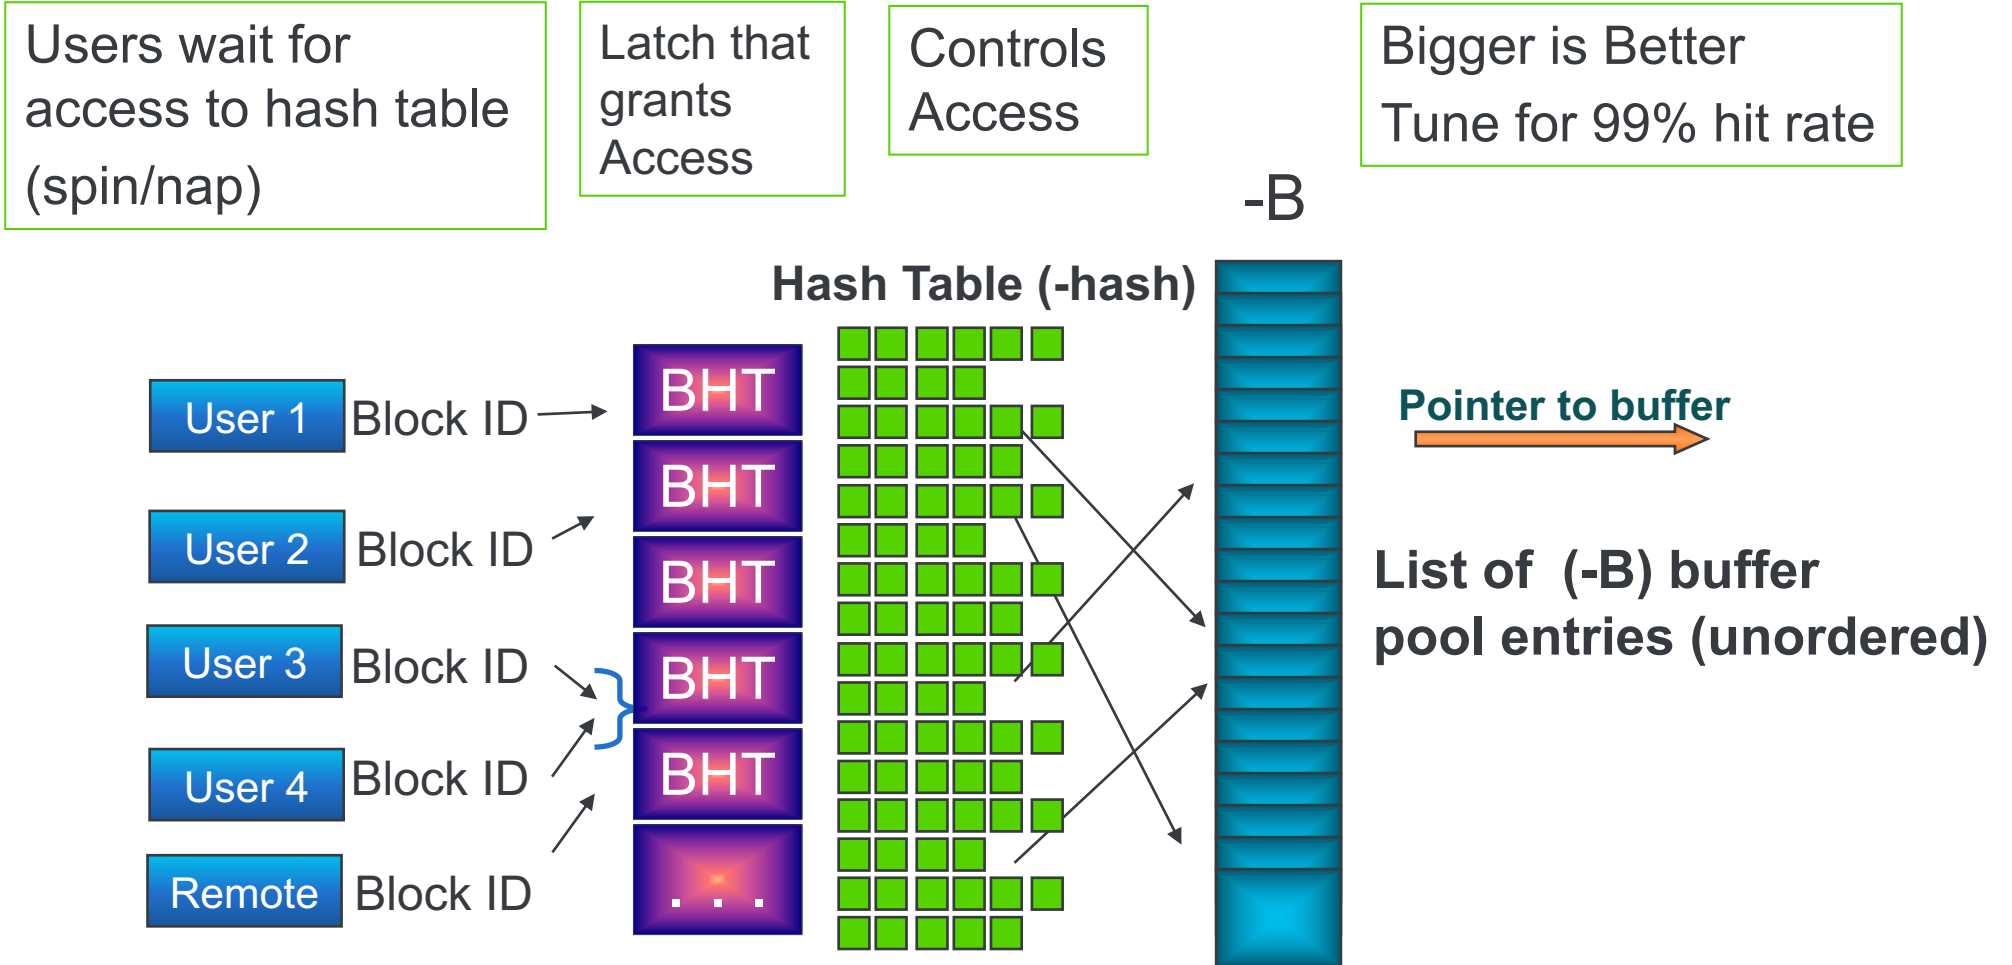 Users wait for
access to hash table
(spin/nap)
Latch that
grants
Access
Controls
Access
Bigger is Better
Tune for 99% hit rate
-B
Hash Table (-hash)
User 1
Block ID
User 2
Block ID
User 3
Block ID
User 4
Block ID
Remote
Block ID
BHT
BHT
BHT
BHT
BHT
...
Pointer to buffer
List of (-B) buffer
pool entries (unordered)